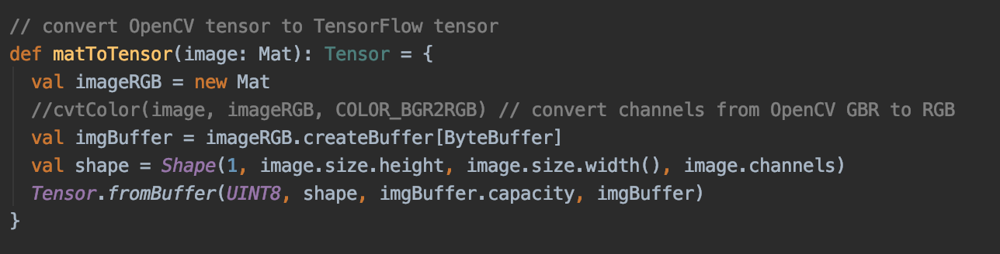 // convert OpenCV tensor to TensorFlow tensor
def matToTensor(image: Mat): Tensor = {
  val imageRGB = new Mat
  //cvtColor(image, imageRGB, COLOR_BGR2RGB) // convert channels from OpenCV GBR to RGB
  val imgBuffer = imageRGB.createBuffer[ByteBuffer]
  val shape = Shape(1, image.size.height, image.size.width(), image.channels)
  Tensor.fromBuffer(UINT8, shape, imgBuffer.capacity, imgBuffer)
}